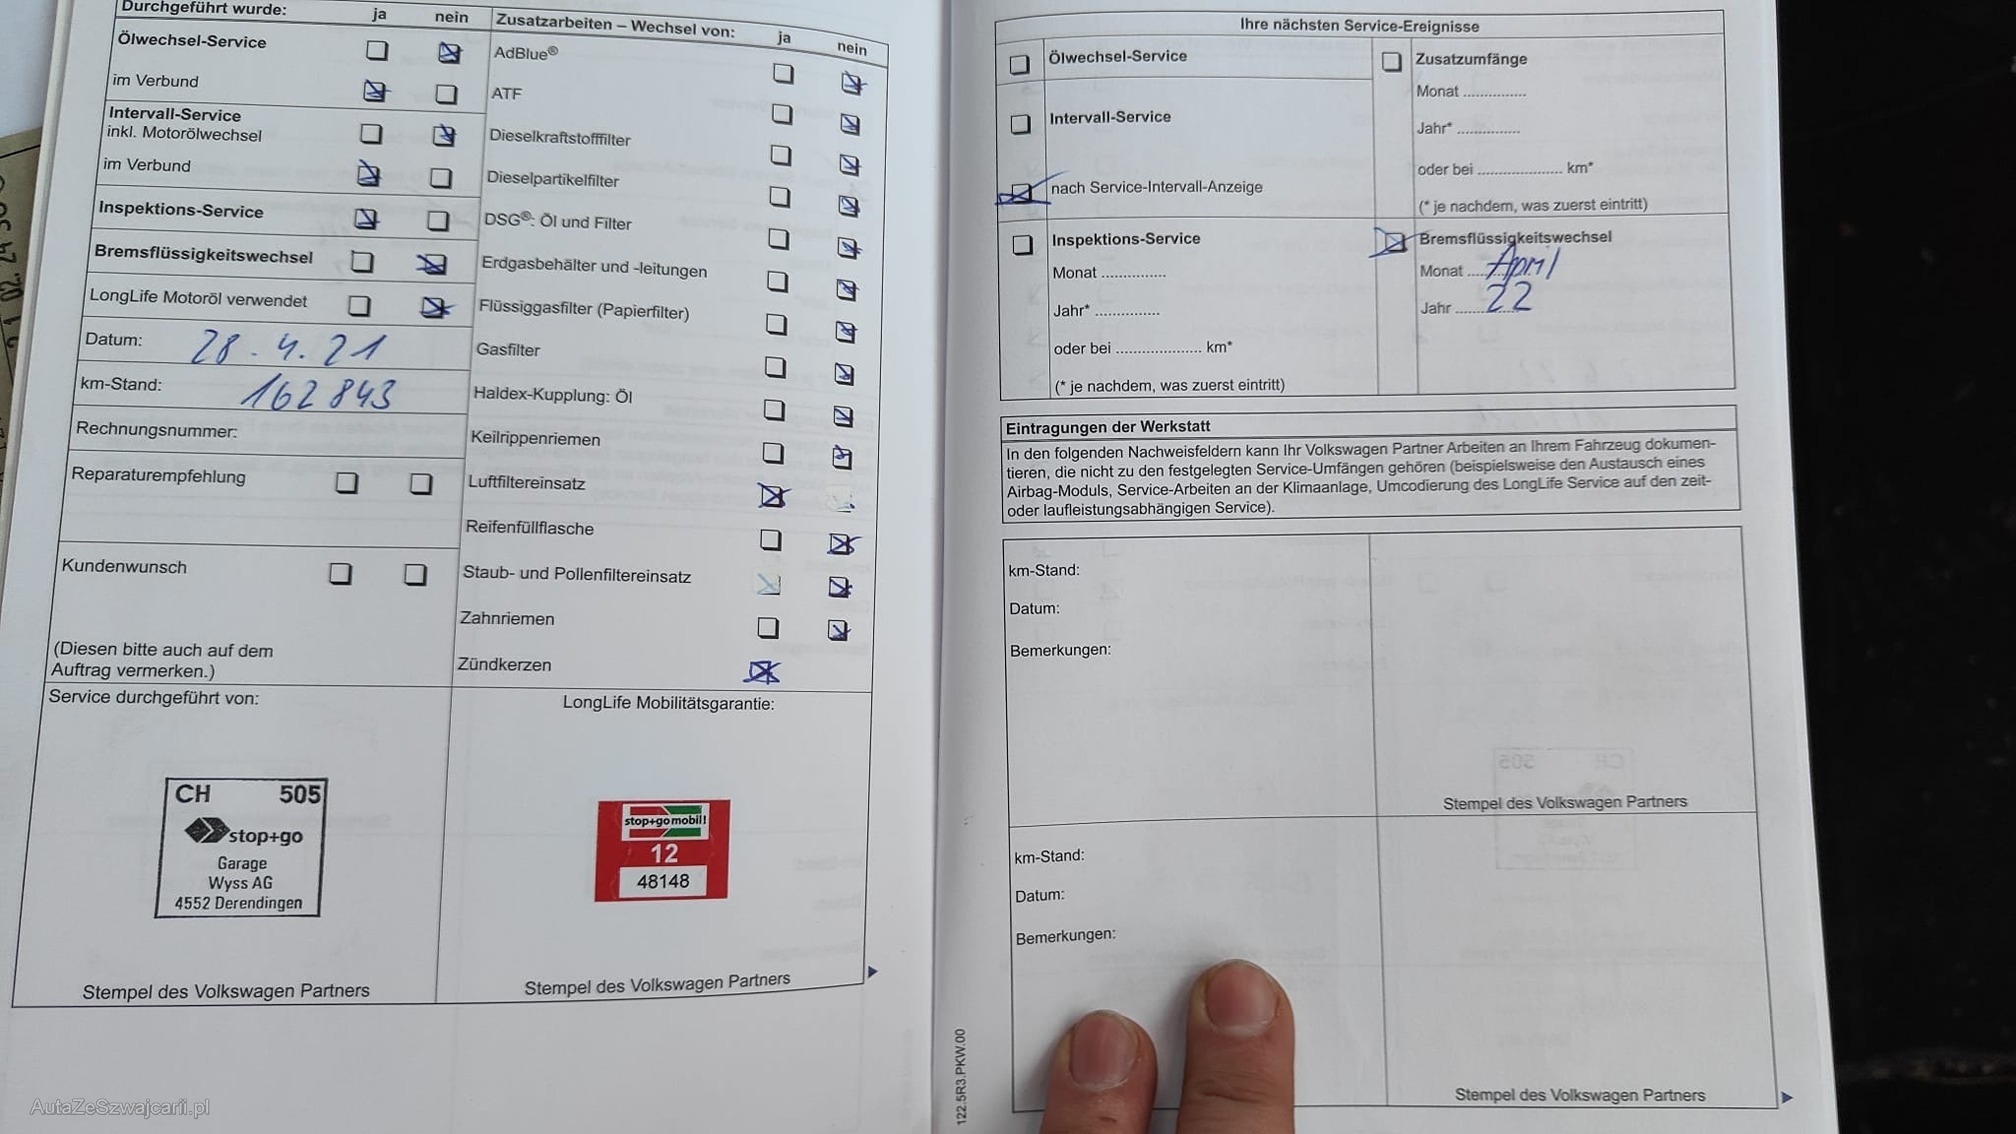 Durchgeführt wurde: ja nein
Ölwechsel-Service
im Verbund
Intervall-Service
inkl. Motorölwechsel
im Verbund
Inspektions-Service
Bremsflüssigkeitswechsel
LongLife Motoröl verwendet
Datum: 28.4.21
km-Stand: 162843
Rechnungsnummer:
Reparaturempfehlung
Kundenwunsch
(Diesen bitte auch auf dem
Auftrag vermerken.)
Zusatzarbeiten – Wechsel von: ja nein
AdBlue®
ATF
Dieselkraftstofffilter
Dieselpartikelfilter
DSG®: Öl und Filter
Erdgasbehälter und -leitungen
Flüssiggasfilter (Papierfilter)
Gasfilter
Haldex-Kupplung: Öl
Keilrippenriemen
Luftfiltereinsatz
Reifenfüllflasche
Staub- und Pollenfiltereinsatz
Zahnriemen
Zündkerzen
Service durchgeführt von:
CH 505
stop+go
Garage
Wyss AG
4552 Derendingen
Stempel des Volkswagen Partners
LongLife Mobilitätsgarantie:
stop+go mobil!
12
48148
Stempel des Volkswagen Partners
Ihre nächsten Service-Ereignisse
Ölwechsel-Service
Intervall-Service
nach Service-Intervall-Anzeige
Zusatzumfänge
Monat ..............
Jahr* ..............
oder bei .................... km*
(* je nachdem, was zuerst eintritt)
Inspektions-Service
Monat ..............
Jahr* ..............
oder bei .................... km*
(* je nachdem, was zuerst eintritt)
Bremsflüssigkeitswechsel
Monat .... April
Jahr ........ 22
Eintragungen der Werkstatt
In den folgenden Nachweisfeldern kann Ihr Volkswagen Partner Arbeiten an Ihrem Fahrzeug dokumen-
tieren, die nicht zu den festgelegten Service-Umfängen gehören (beispielsweise den Austausch eines
Airbag-Moduls, Service-Arbeiten an der Klimaanlage, Umcodierung des LongLife Service auf den zeit-
oder laufleistungsabhängigen Service).
km-Stand:
Datum:
Bemerkungen:
Stempel des Volkswagen Partners
km-Stand:
Datum:
Bemerkungen:
Stempel des Volkswagen Partners
122.5R3.PKW.00
AutaZeSzwajcarii.pl